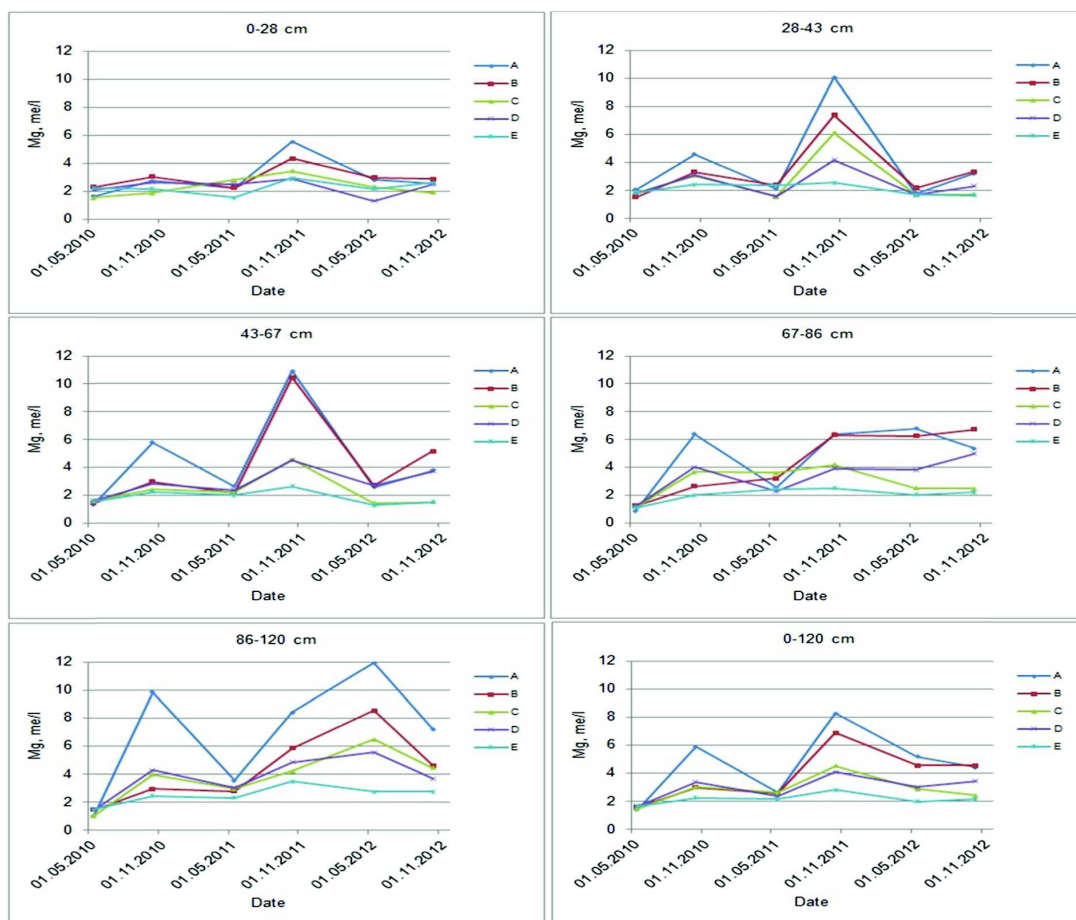 0-28 cm
Mg, me/l
12
10
8
6
4
2
0
01.05.2010
01.11.2010
01.05.2011
01.11.2011
01.05.2012
01.11.2012
Date
A
B
C
D
E
28-43 cm
Mg, me/l
12
10
8
6
4
2
0
01.05.2010
01.11.2010
01.05.2011
01.11.2011
01.05.2012
01.11.2012
Date
A
B
C
D
E
43-67 cm
Mg, me/l
12
10
8
6
4
2
0
01.05.2010
01.11.2010
01.05.2011
01.11.2011
01.05.2012
01.11.2012
Date
A
B
C
D
E
67-86 cm
Mg, me/l
12
10
8
6
4
2
0
01.05.2010
01.11.2010
01.05.2011
01.11.2011
01.05.2012
01.11.2012
Date
A
B
C
D
E
86-120 cm
Mg, me/l
12
10
8
6
4
2
0
01.05.2010
01.11.2010
01.05.2011
01.11.2011
01.05.2012
01.11.2012
Date
A
B
C
D
E
0-120 cm
Mg, me/l
12
10
8
6
4
2
0
01.05.2010
01.11.2010
01.05.2011
01.11.2011
01.05.2012
01.11.2012
Date
A
B
C
D
E